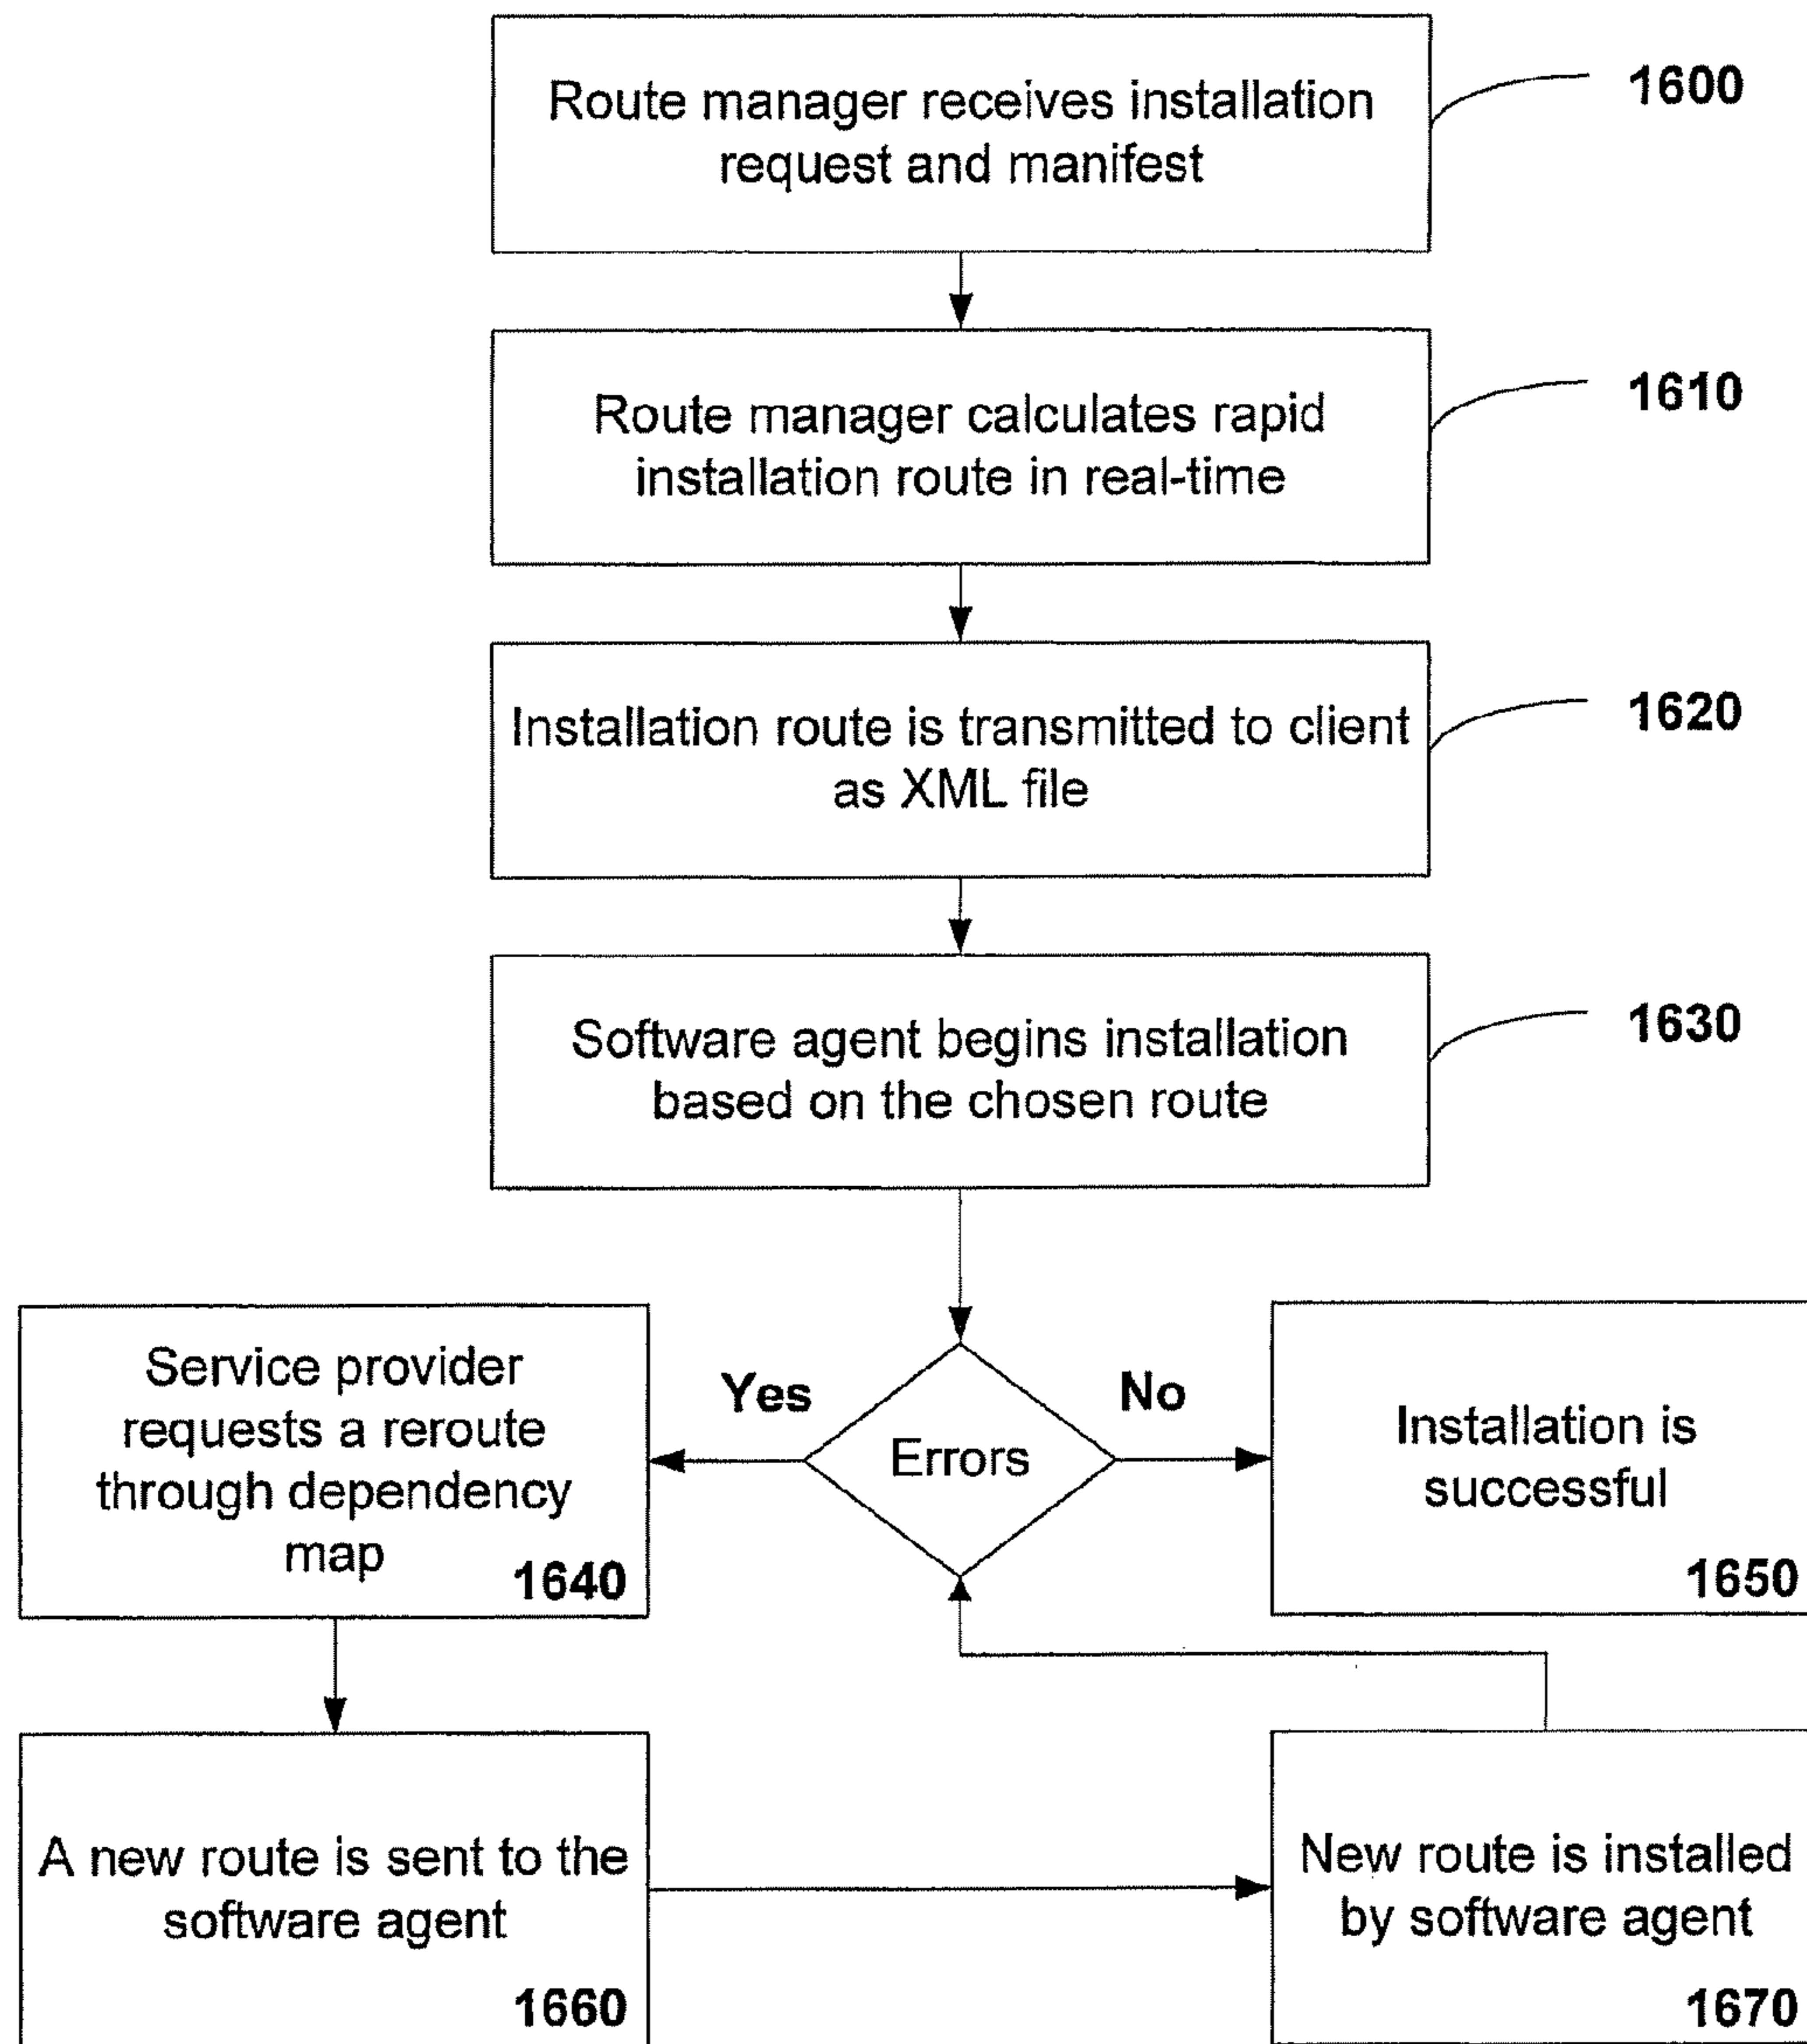 Route manager receives installation
request and manifest
1600
Route manager calculates rapid
installation route in real-time
1610
Installation route is transmitted to client
as XML file
1620
Software agent begins installation
based on the chosen route
1630
Service provider
requests a reroute
through dependency
map
1640
Yes
Errors
No
Installation is
successful
1650
A new route is sent to the
software agent
1660
New route is installed
by software agent
1670